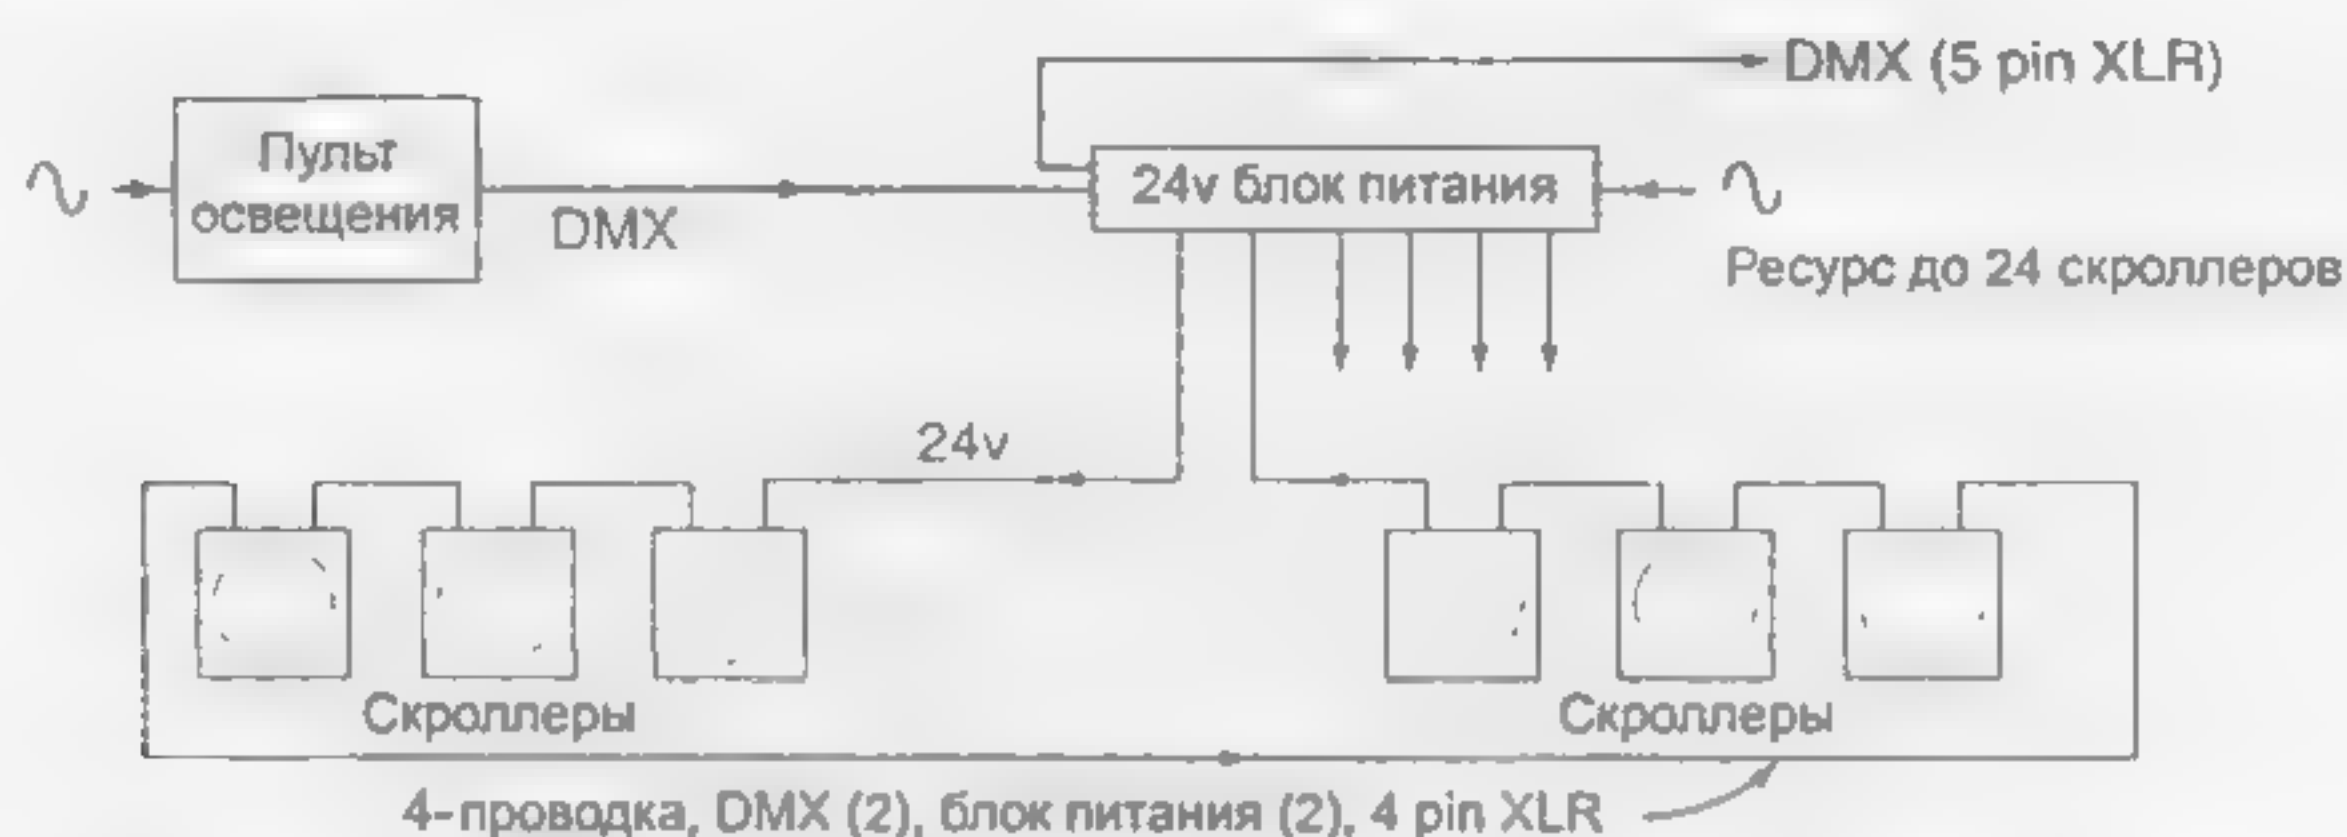 DMX (5 pin XLR)
Пульт
освещения
DMX
24v блок питания
Ресурс до 24 скроллеров
24v
Скроллеры
Скроллеры
4-проводка, DMX (2), блок питания (2), 4 pin XLR